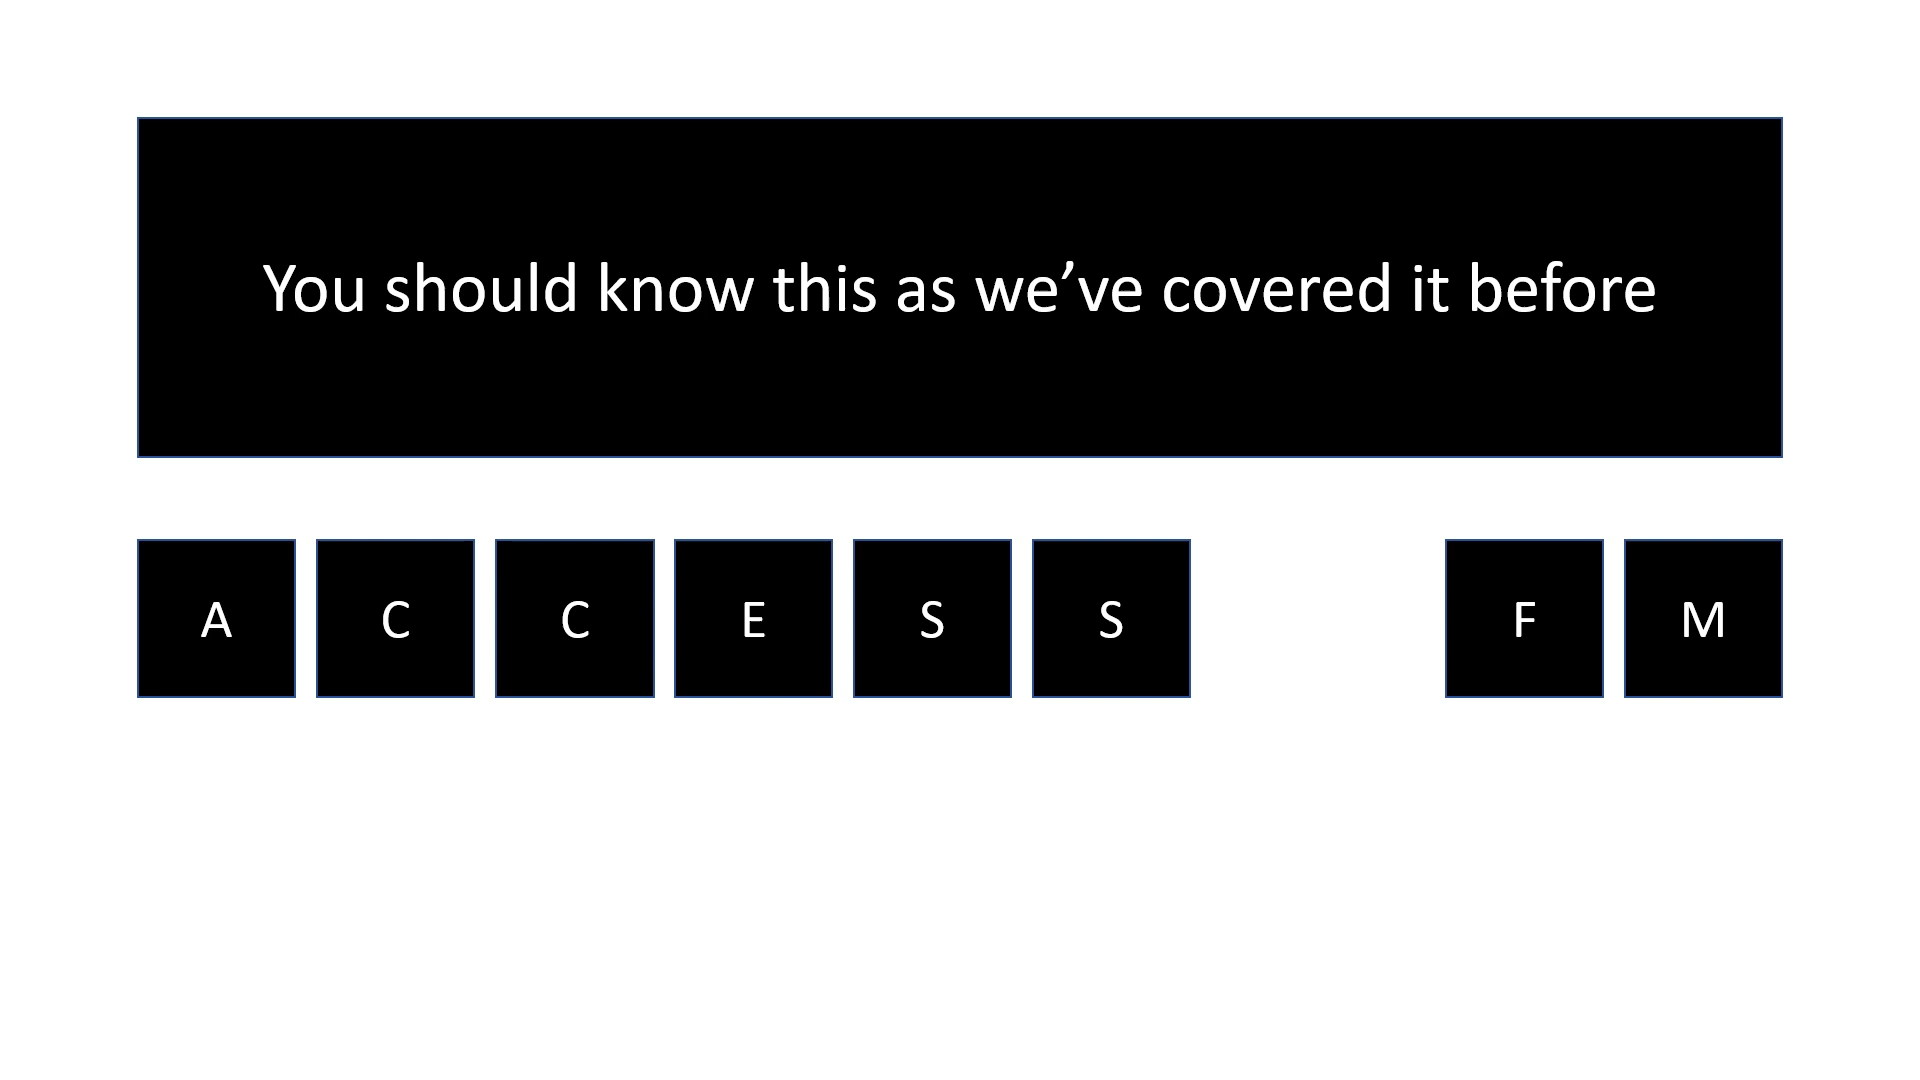 You should know this as we’ve covered it before
A C C E S S F M